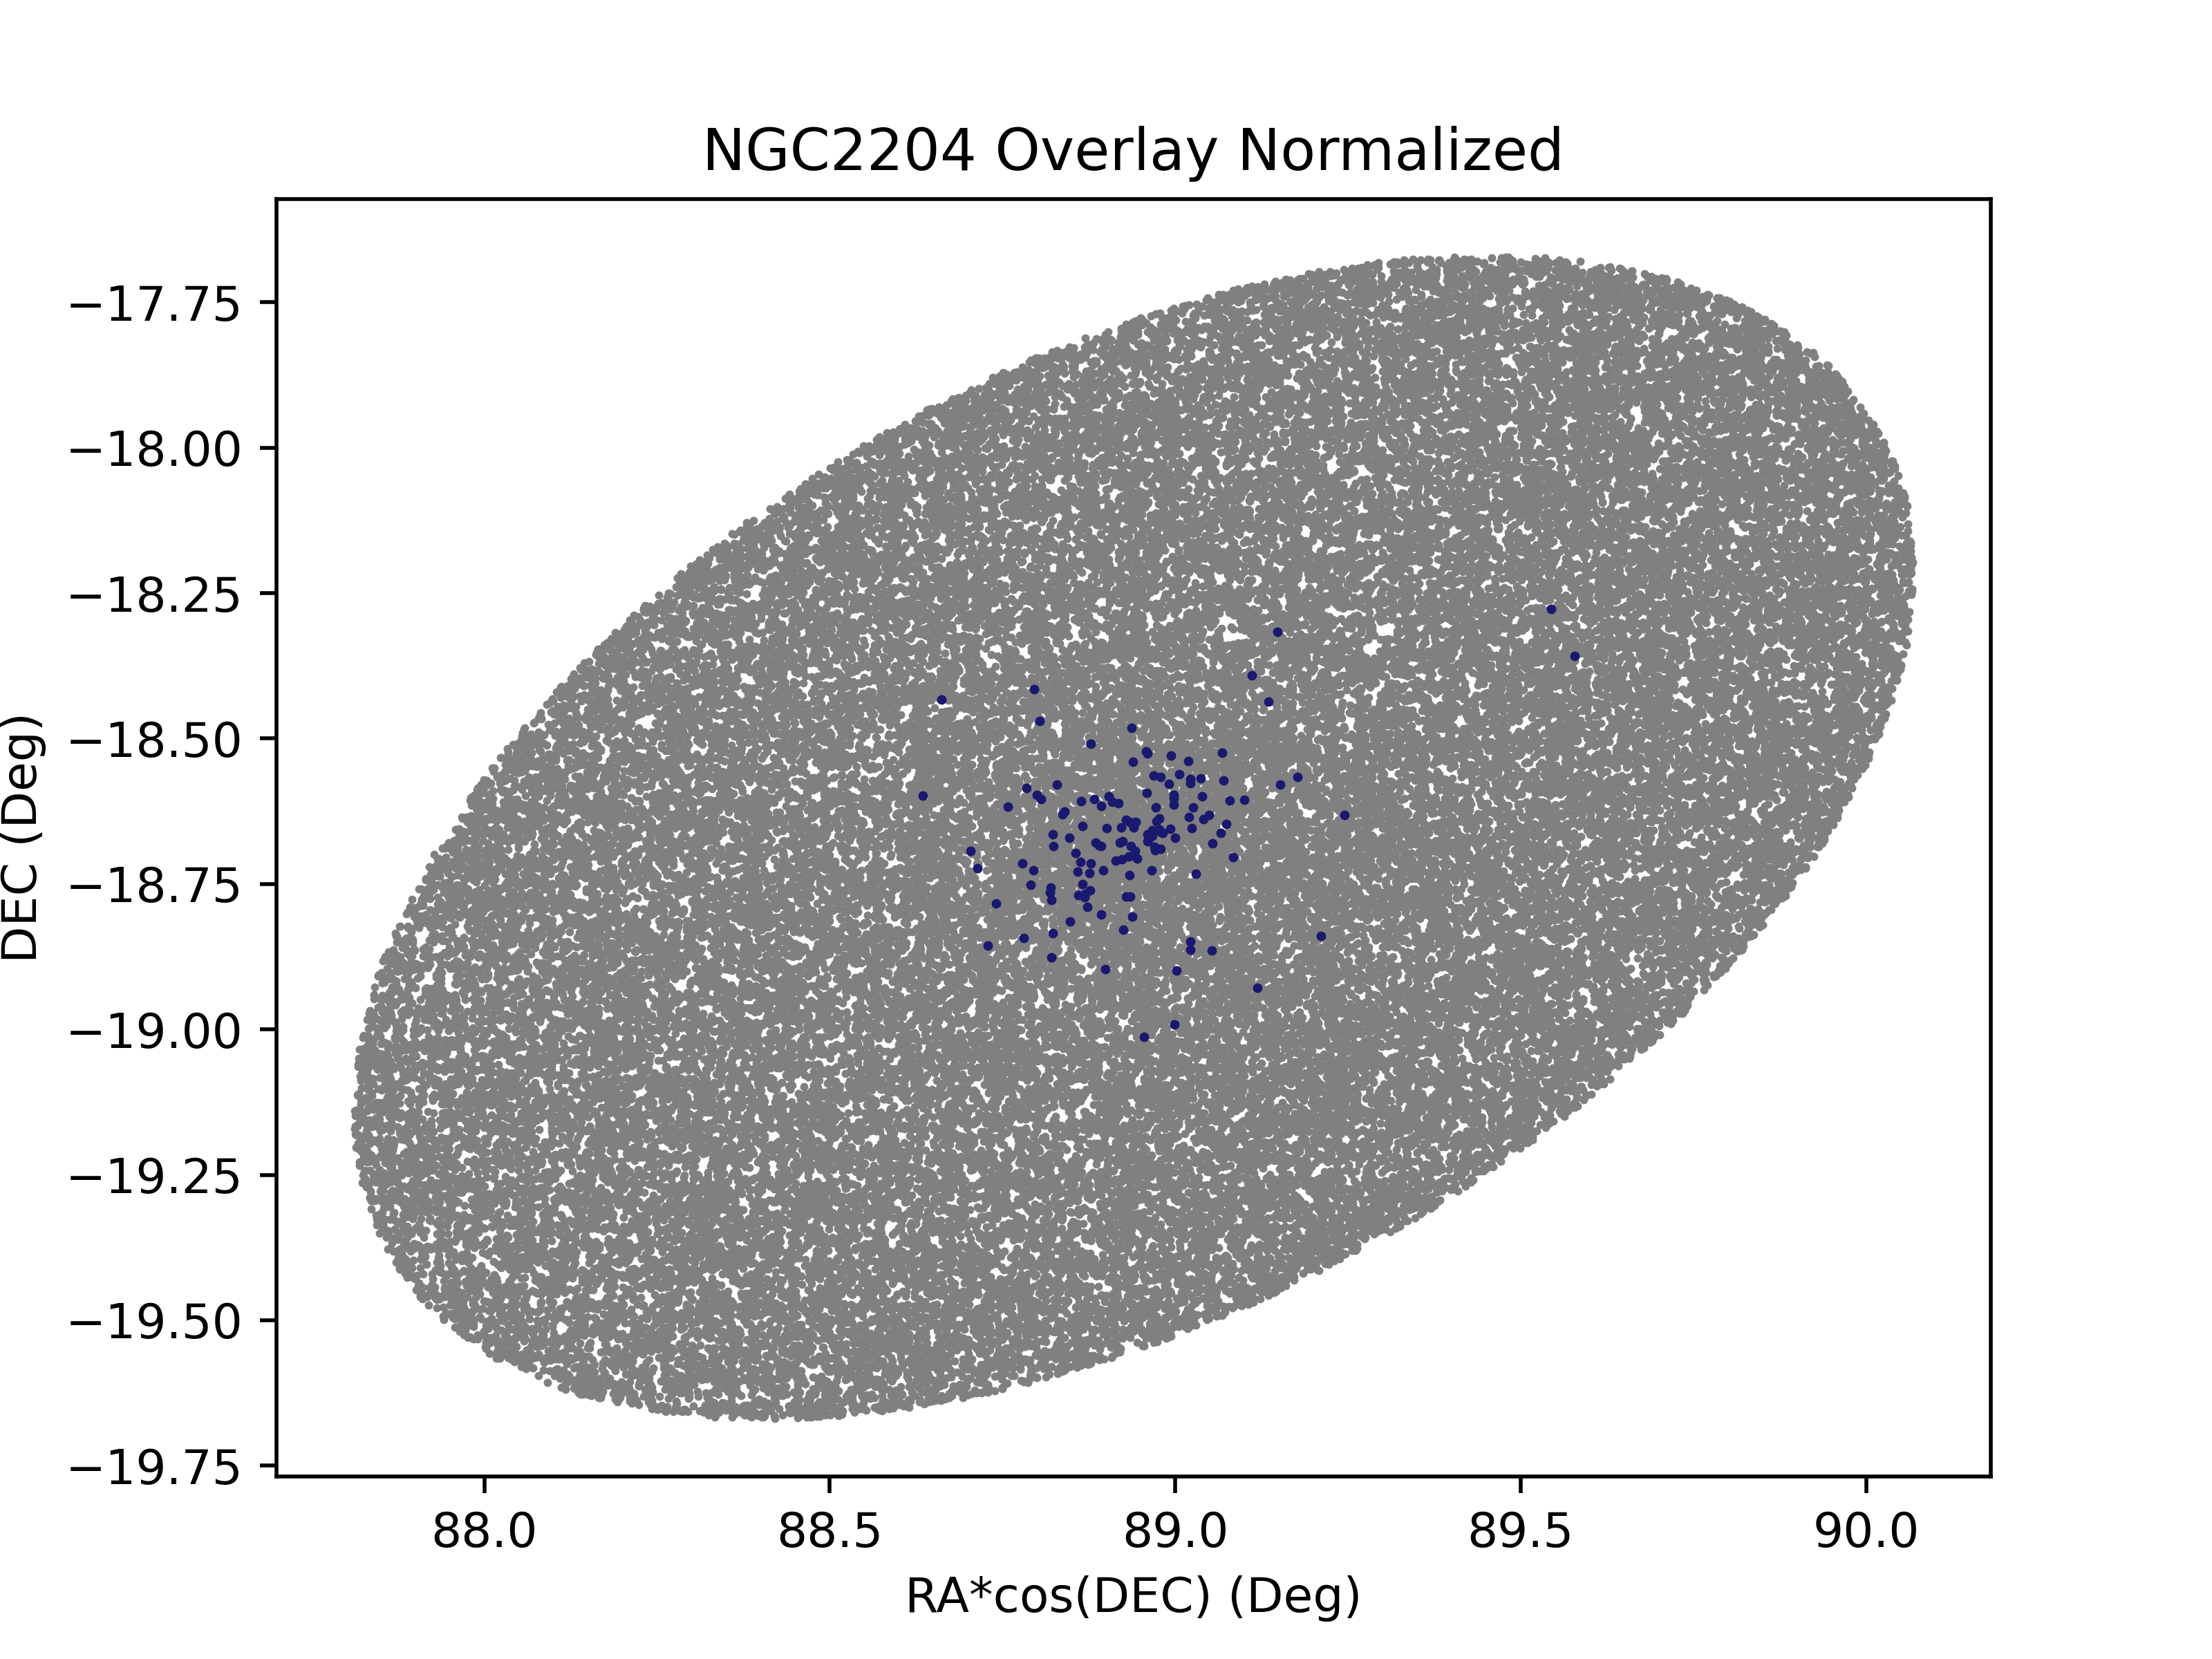 NGC2204 Overlay Normalized
DEC (Deg)
−17.75
−18.00
−18.25
−18.50
−18.75
−19.00
−19.25
−19.50
−19.75
88.0 88.5 89.0 89.5 90.0
RA*cos(DEC) (Deg)